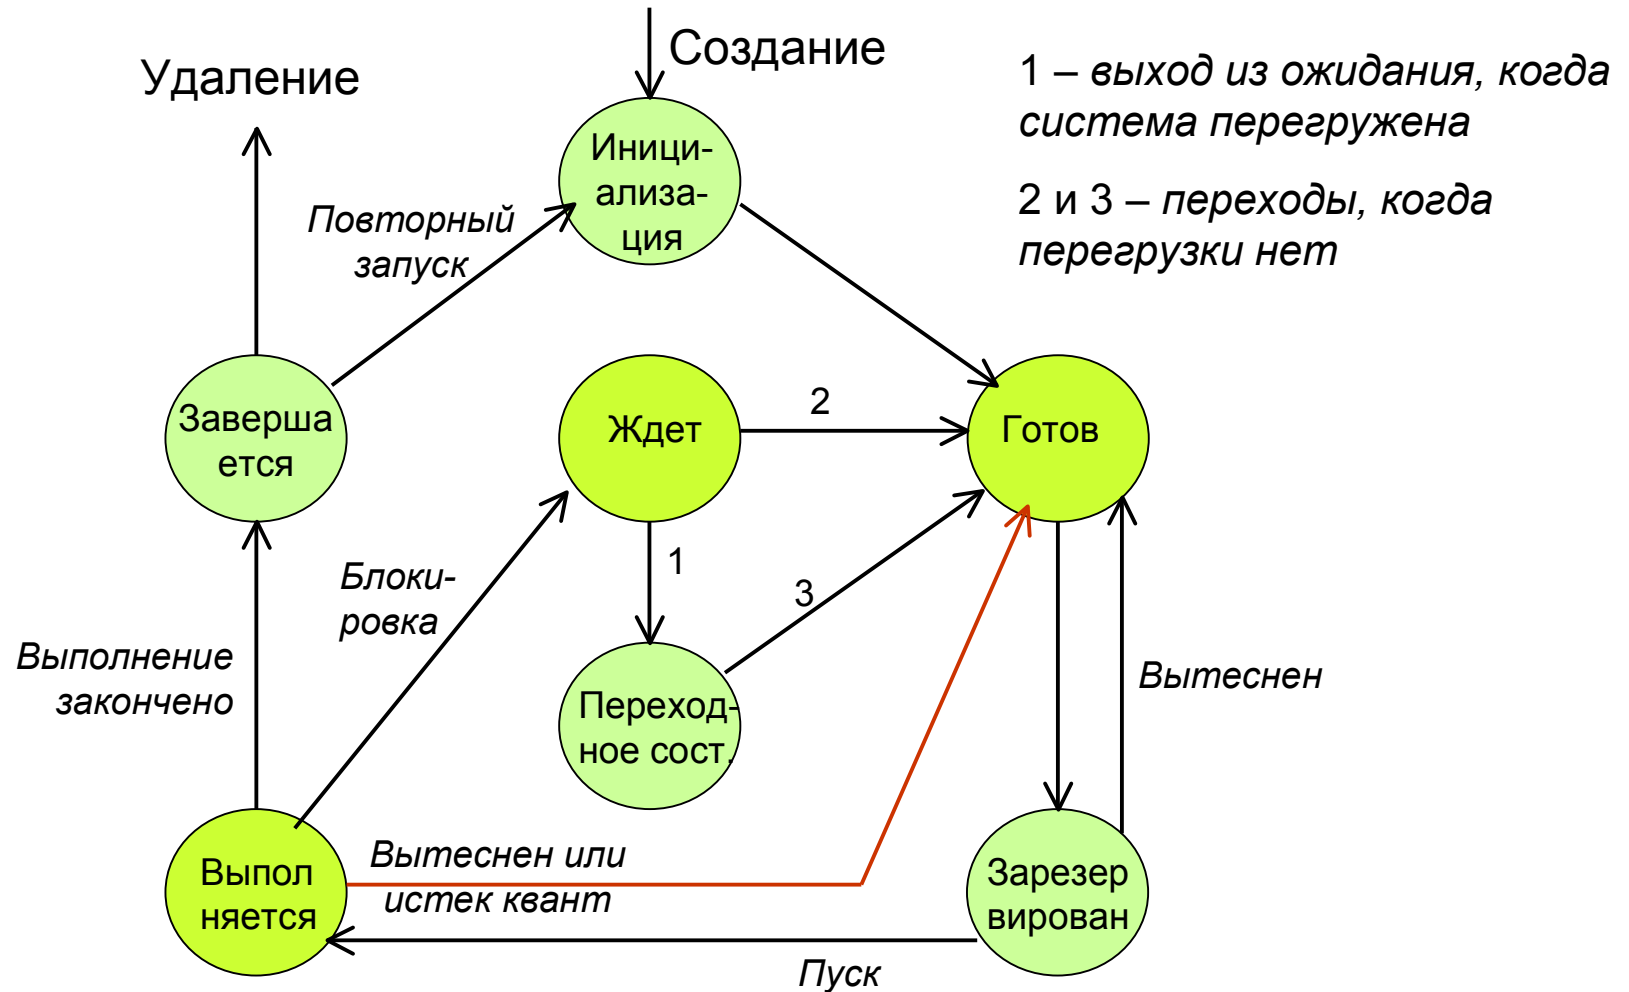 Создание
Удаление
1 – выход из ожидания, когда
система перегружена
2 и 3 – переходы, когда
перегрузки нет
Иници-
ализа-
ция
Повторный
запуск
Заверша
ется
Ждет
2
Готов
1
3
Блоки-
ровка
Выполнение
закончено
Переход-
ное сост.
Вытеснен
Выпол
няется
Вытеснен или
истек квант
Зарезер
вирован
Пуск